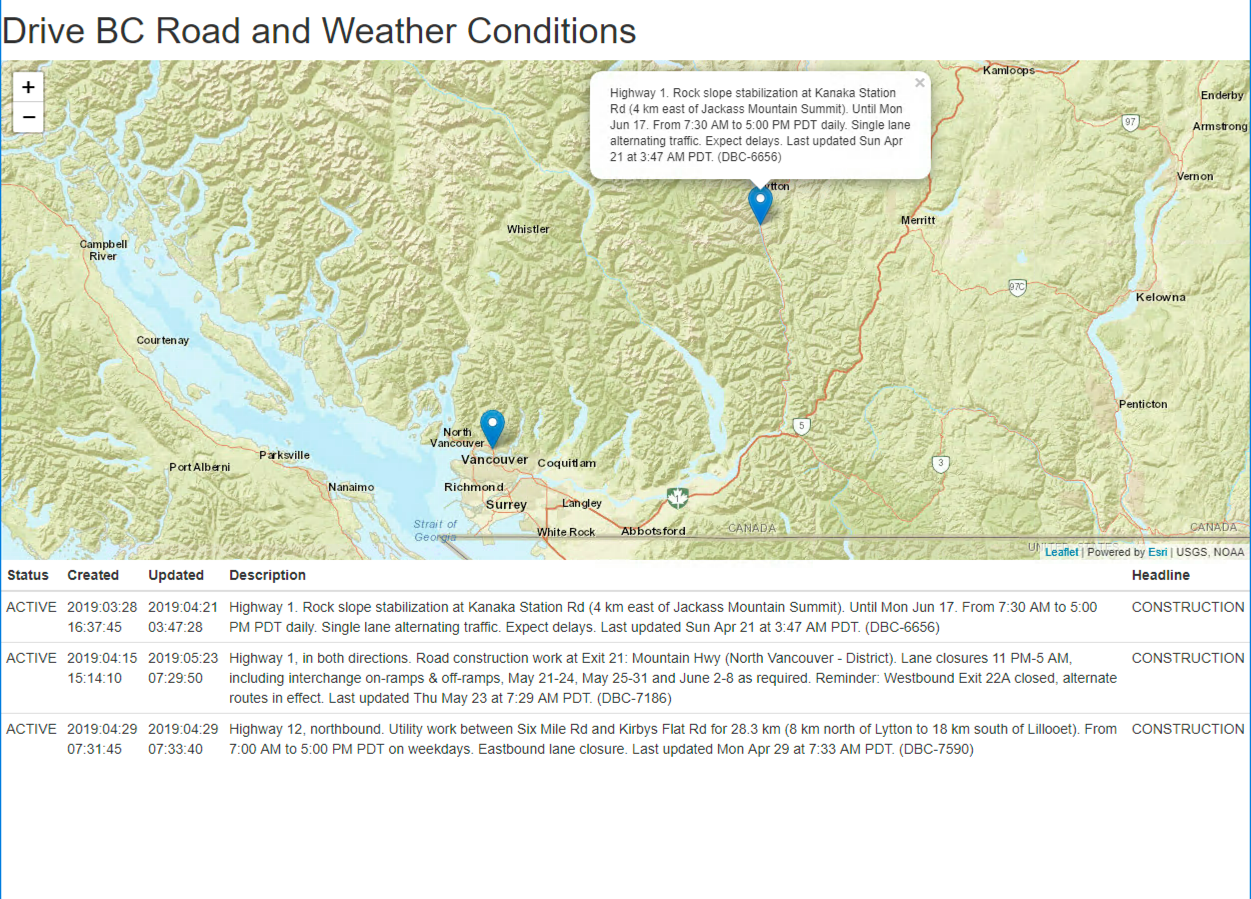 Drive BC Road and Weather Conditions
+
−
×
Highway 1. Rock slope stabilization at Kanaka Station
Rd (4 km east of Jackass Mountain Summit). Until Mon
Jun 17. From 7:30 AM to 5:00 PM PDT daily. Single lane
alternating traffic. Expect delays. Last updated Sun Apr
21 at 3:47 AM PDT. (DBC-6656)
Kamloops
Enderby
97
Armstrong
Vernon
ytton
Merritt
Whistler
Campbell
River
97C
Kelowna
Courtenay
Penticton
5
North
Vancouver
Vancouver
Coquitlam
3
Parksville
Port Alberni
Nanaimo
Richmond
Surrey
Langley
1
Strait of
Georgia
White Rock
Abbotsford
CANADA
CANADA
UNITED STATES
Leaflet | Powered by Esri | USGS, NOAA
Status Created Updated Description Headline
ACTIVE 2019:03:28 2019:04:21 Highway 1. Rock slope stabilization at Kanaka Station Rd (4 km east of Jackass Mountain Summit). Until Mon Jun 17. From 7:30 AM to 5:00 CONSTRUCTION
16:37:45 03:47:28 PM PDT daily. Single lane alternating traffic. Expect delays. Last updated Sun Apr 21 at 3:47 AM PDT. (DBC-6656)
ACTIVE 2019:04:15 2019:05:23 Highway 1, in both directions. Road construction work at Exit 21: Mountain Hwy (North Vancouver - District). Lane closures 11 PM-5 AM, CONSTRUCTION
15:14:10 07:29:50 including interchange on-ramps & off-ramps, May 21-24, May 25-31 and June 2-8 as required. Reminder: Westbound Exit 22A closed, alternate
routes in effect. Last updated Thu May 23 at 7:29 AM PDT. (DBC-7186)
ACTIVE 2019:04:29 2019:04:29 Highway 12, northbound. Utility work between Six Mile Rd and Kirbys Flat Rd for 28.3 km (8 km north of Lytton to 18 km south of Lillooet). From CONSTRUCTION
07:31:45 07:33:40 7:00 AM to 5:00 PM PDT on weekdays. Eastbound lane closure. Last updated Mon Apr 29 at 7:33 AM PDT. (DBC-7590)